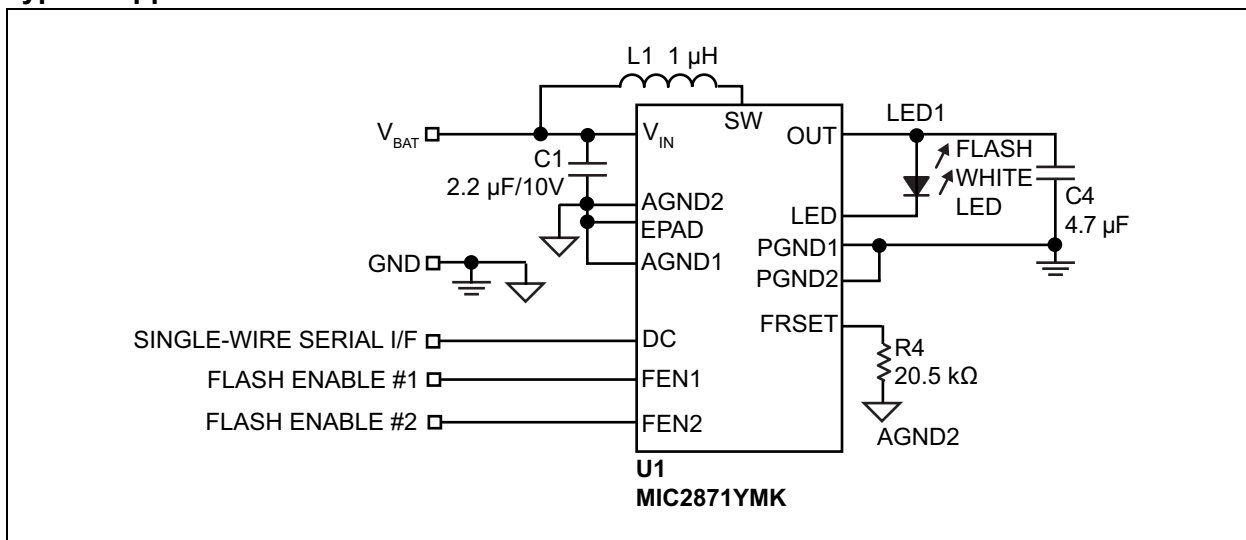 L1 1 µH
SW
V_BAT
V_IN
OUT
LED1
C1
2.2 µF/10V
FLASH
WHITE
LED
C4
4.7 µF
AGND2
EPAD
AGND1
LED
PGND1
PGND2
GND
FRSET
R4
20.5 kΩ
AGND2
SINGLE-WIRE SERIAL I/F
DC
FLASH ENABLE #1
FEN1
FLASH ENABLE #2
FEN2
U1
MIC2871YMK